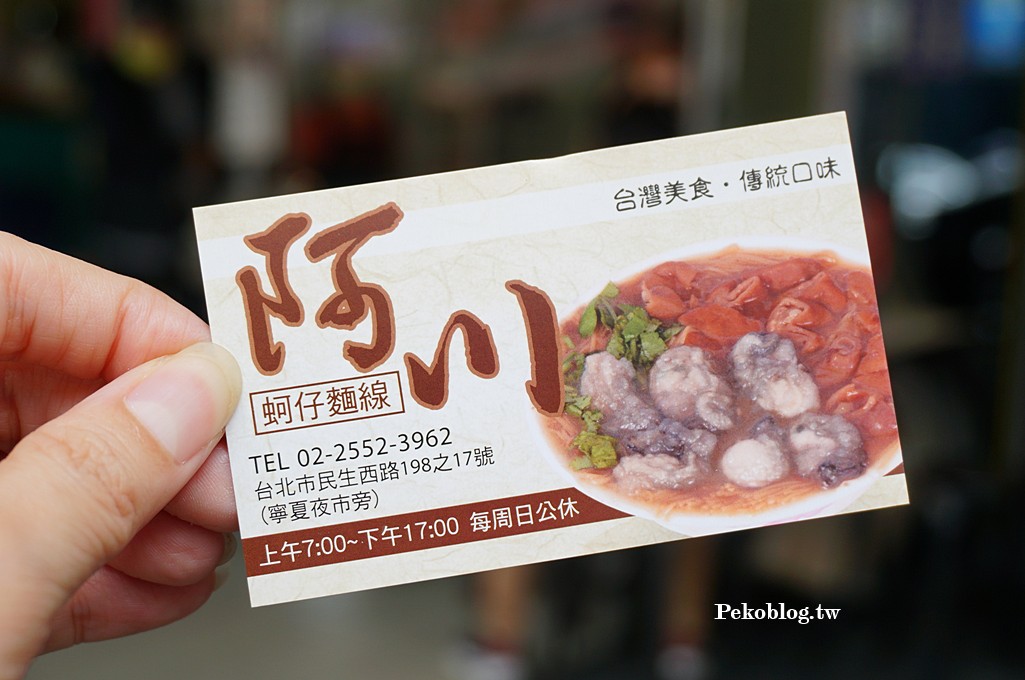 台灣美食・傳統口味
阿川
蚵仔麵線
TEL 02-2552-3962
台北市民生西路198之17號
(寧夏夜市旁)
上午7:00~下午17:00 每周日公休
Pekoblog.tw